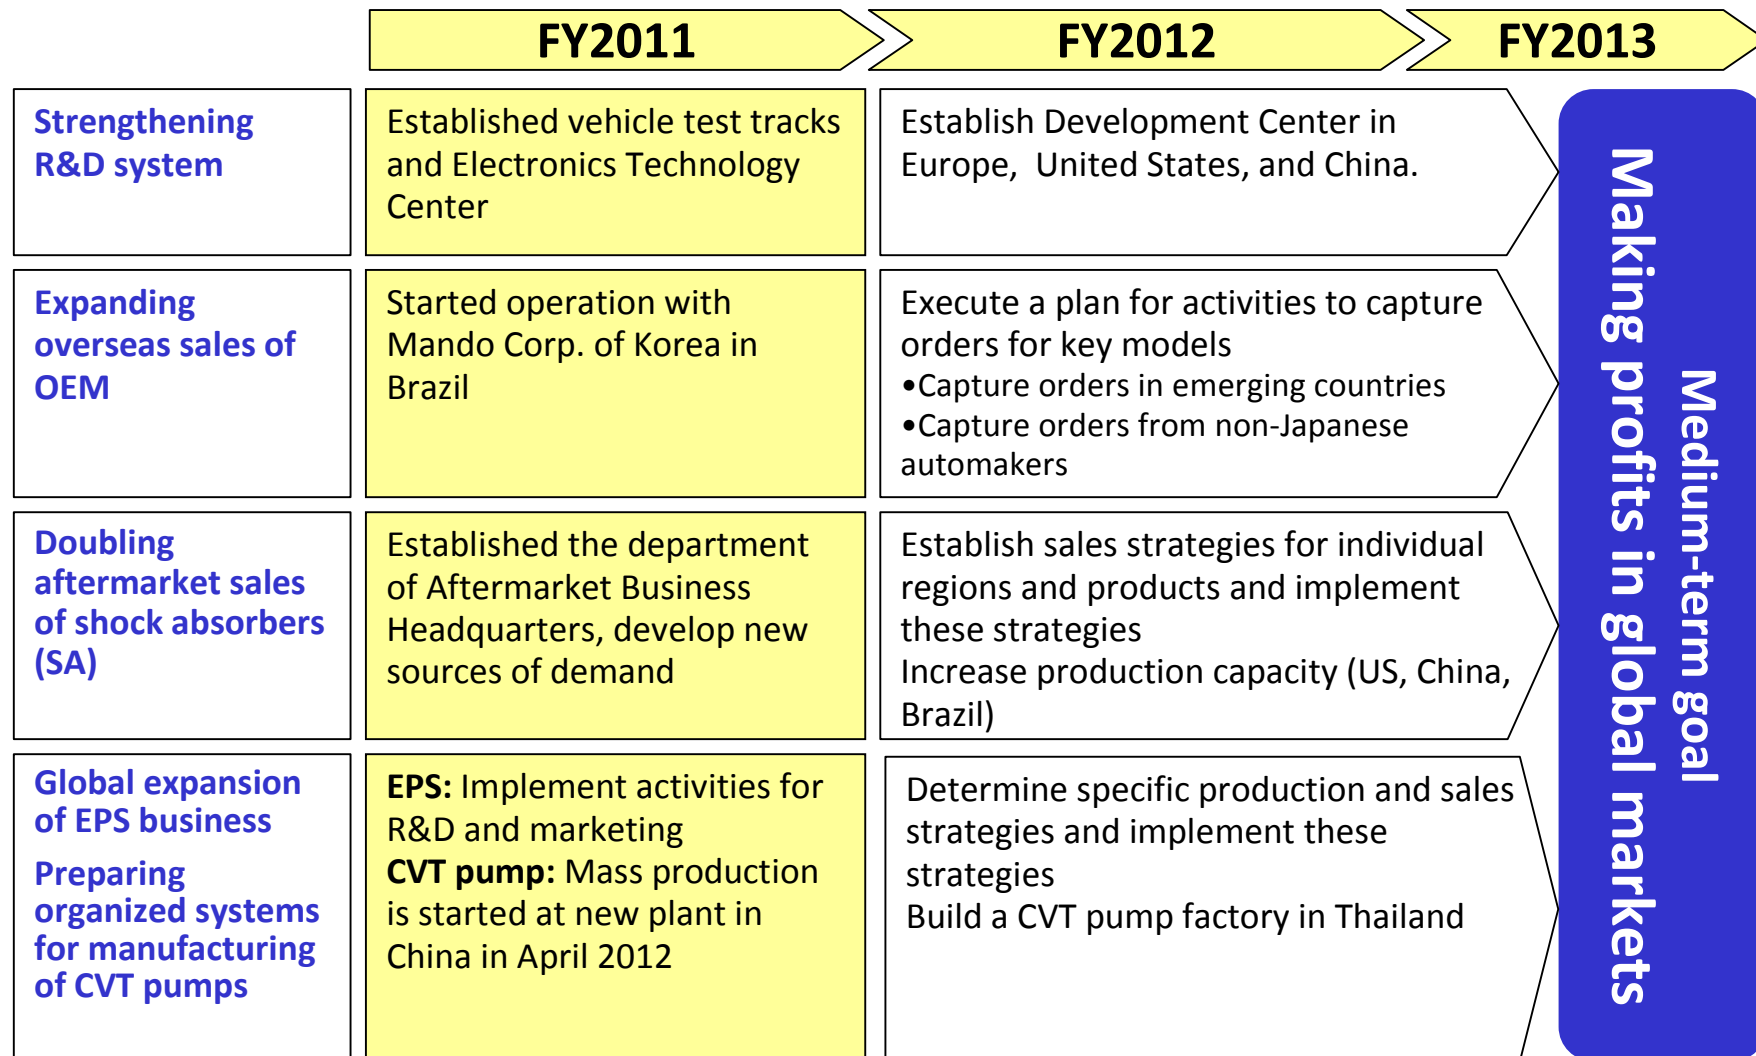 FY2011
FY2012
FY2013
Strengthening
R&D system
Established vehicle test tracks
and Electronics Technology
Center
Establish Development Center in
Europe,  United States, and China.
Expanding
overseas sales of
OEM
Started operation with
Mando Corp. of Korea in
Brazil
Execute a plan for activities to capture
orders for key models
•Capture orders in emerging countries
•Capture orders from non-Japanese
automakers
Doubling
aftermarket sales
of shock absorbers
(SA)
Established the department
of Aftermarket Business
Headquarters, develop new
sources of demand
Establish sales strategies for individual
regions and products and implement
these strategies
Increase production capacity (US, China,
Brazil)
Global expansion
of EPS business
Preparing
organized systems
for manufacturing
of CVT pumps
EPS: Implement activities for
R&D and marketing
CVT pump: Mass production
is started at new plant in
China in April 2012
Determine specific production and sales
strategies and implement these
strategies
Build a CVT pump factory in Thailand
Medium-term goal
Making profits in global markets